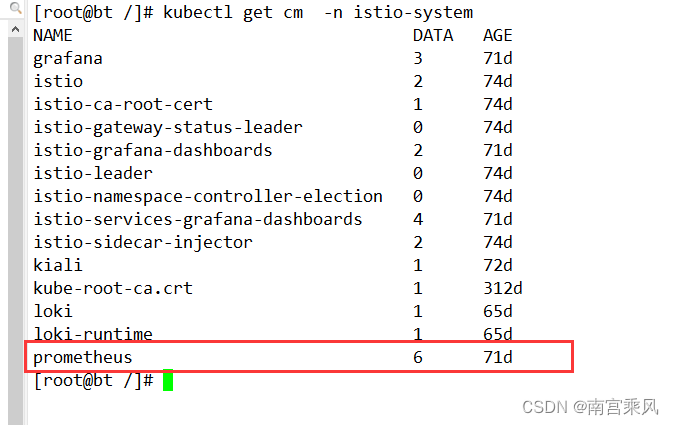 [root@bt /]# kubectl get cm  -n istio-system
NAME                                  DATA   AGE
grafana                               3      71d
istio                                 2      74d
istio-ca-root-cert                    1      74d
istio-gateway-status-leader           0      74d
istio-grafana-dashboards              2      71d
istio-leader                          0      74d
istio-namespace-controller-election   0      74d
istio-services-grafana-dashboards     4      71d
istio-sidecar-injector                2      74d
kiali                                 1      72d
kube-root-ca.crt                      1      312d
loki                                  1      65d
loki-runtime                          1      65d
prometheus                            6      71d
[root@bt /]#
CSDN @南宫乘风